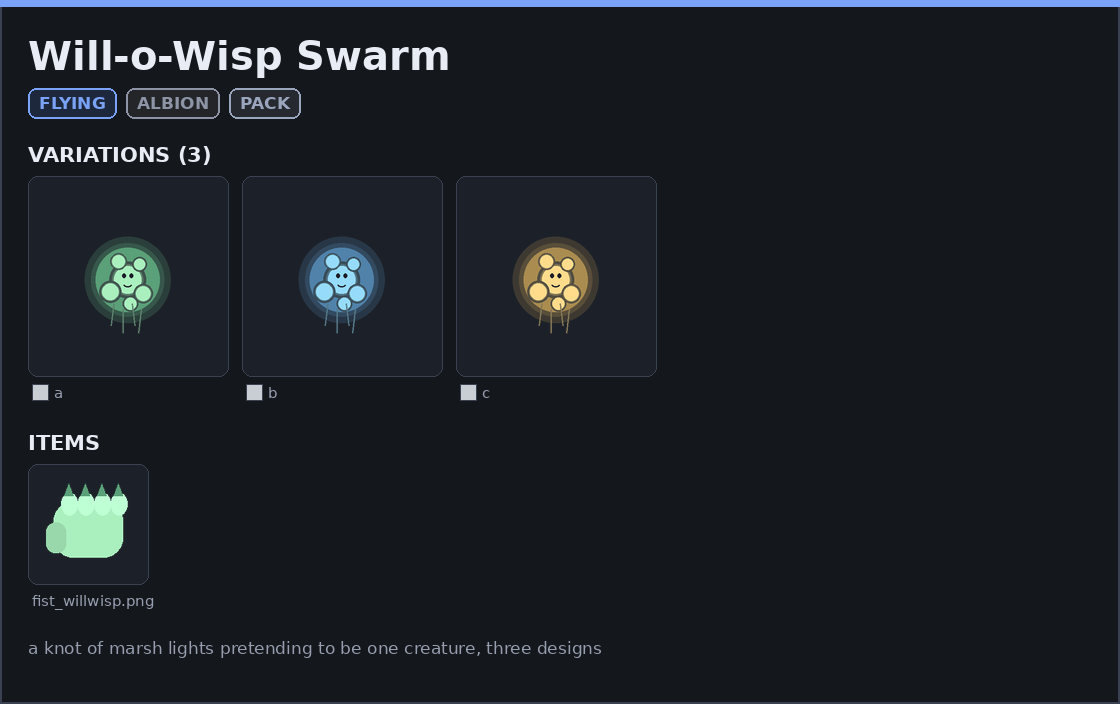 Will-o-Wisp Swarm
FLYING ALBION PACK
VARIATIONS (3)
a b c
ITEMS
fist_willwisp.png
a knot of marsh lights pretending to be one creature, three designs